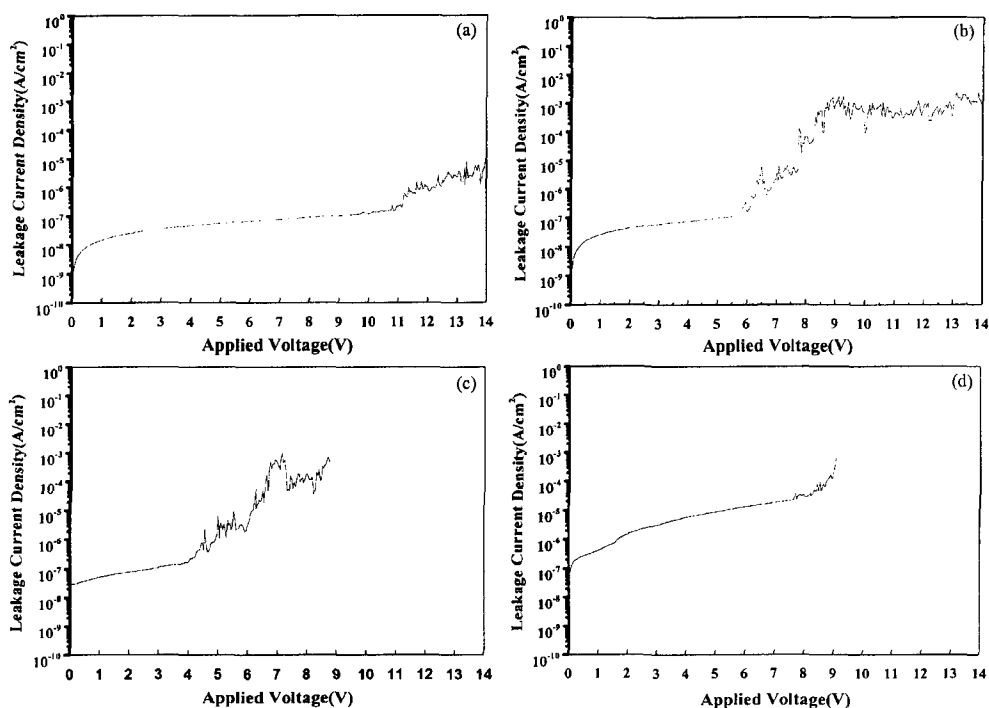 (a)
Leakage Current Density(A/cm²)
10⁰
10⁻¹
10⁻²
10⁻³
10⁻⁴
10⁻⁵
10⁻⁶
10⁻⁷
10⁻⁸
10⁻⁹
10⁻¹⁰
0 1 2 3 4 5 6 7 8 9 10 11 12 13 14
Applied Voltage(V)
(b)
Leakage Current Density(A/cm²)
10⁰
10⁻¹
10⁻²
10⁻³
10⁻⁴
10⁻⁵
10⁻⁶
10⁻⁷
10⁻⁸
10⁻⁹
10⁻¹⁰
0 1 2 3 4 5 6 7 8 9 10 11 12 13 14
Applied Voltage(V)
(c)
Leakage Current Density(A/cm²)
10⁰
10⁻¹
10⁻²
10⁻³
10⁻⁴
10⁻⁵
10⁻⁶
10⁻⁷
10⁻⁸
10⁻⁹
10⁻¹⁰
0 1 2 3 4 5 6 7 8 9 10 11 12 13 14
Applied Voltage(V)
(d)
Leakage Current Density(A/cm²)
10⁰
10⁻¹
10⁻²
10⁻³
10⁻⁴
10⁻⁵
10⁻⁶
10⁻⁷
10⁻⁸
10⁻⁹
10⁻¹⁰
0 1 2 3 4 5 6 7 8 9 10 11 12 13 14
Applied Voltage(V)